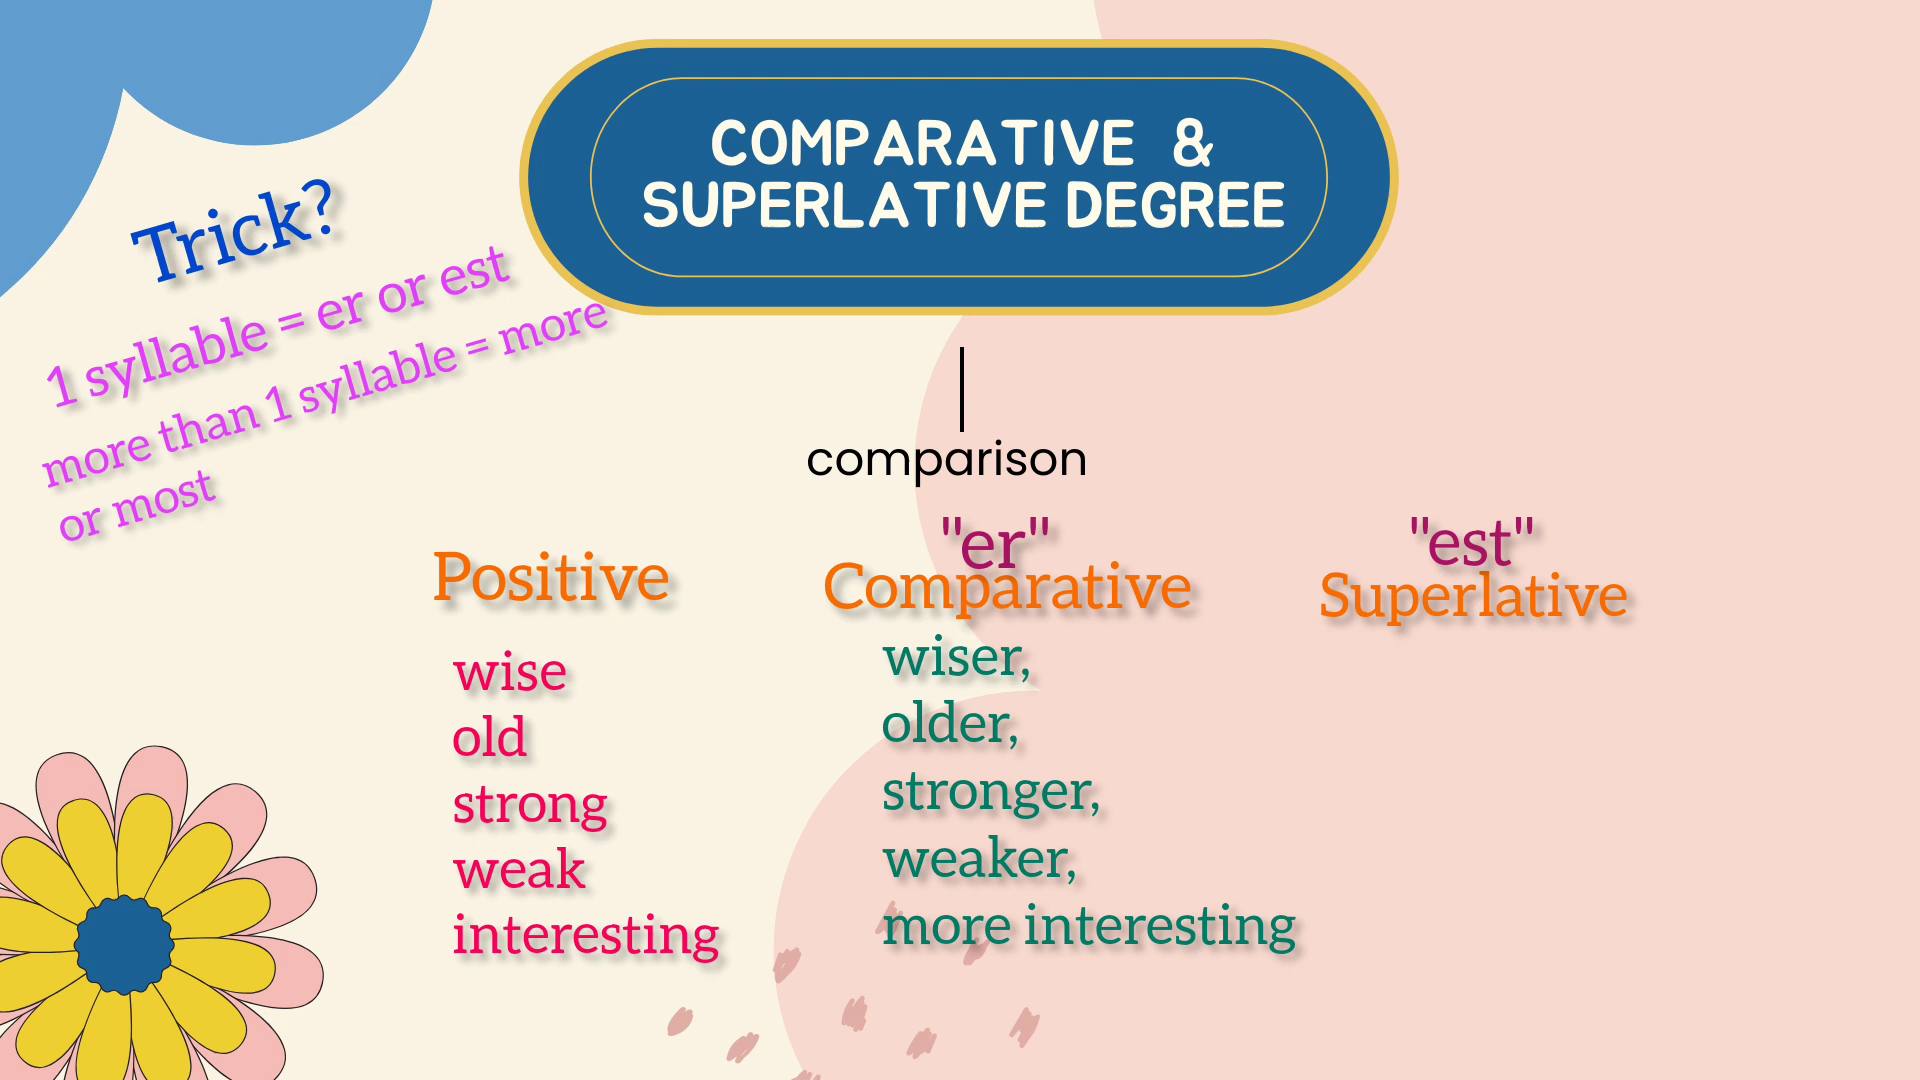 COMPARATIVE &
SUPERLATIVE DEGREE
Trick?
1 syllable = er or est
more than 1 syllable = more
or most
comparison
"er"
"est"
Positive
Comparative
Superlative
wise
old
strong
weak
interesting
wiser,
older,
stronger,
weaker,
more interesting